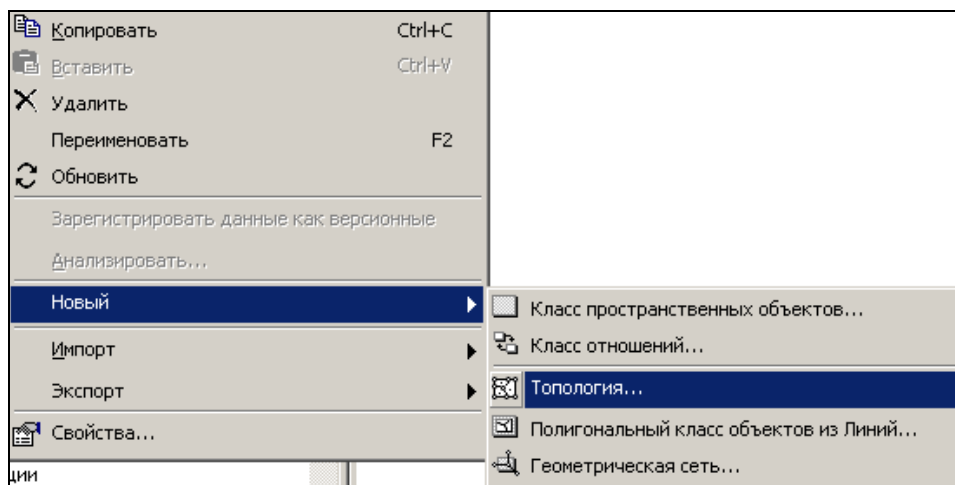 Копировать Ctrl+C
Вставить Ctrl+V
Удалить
Переименовать F2
Обновить
Зарегистрировать данные как версионные
Анализировать...
Новый
Класс пространственных объектов...
Импорт
Класс отношений...
Экспорт
Топология...
Свойства...
Полигональный класс объектов из Линий...
Геометрическая сеть...
ции